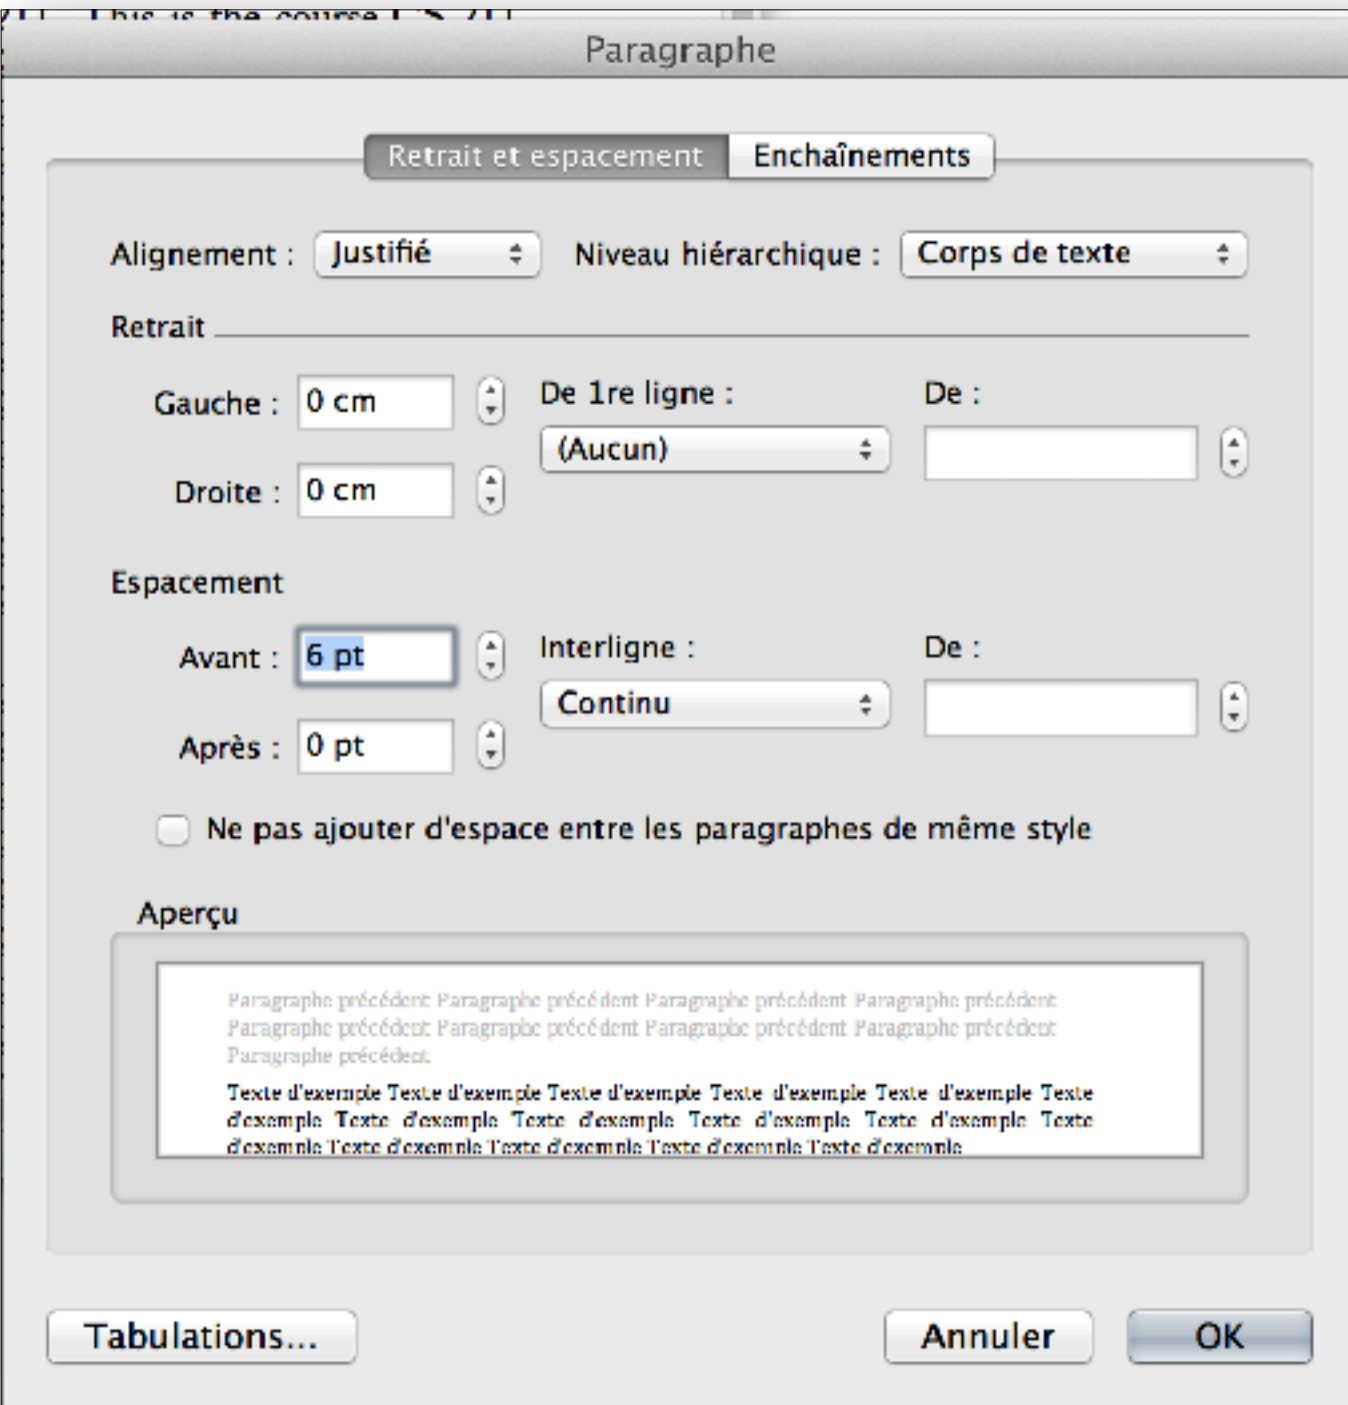 This is the course
Paragraphe
Retrait et espacement Enchaînements
Alignement : Justifié Niveau hiérarchique : Corps de texte
Retrait
Gauche : 0 cm De 1re ligne : De :
(Aucun)
Droite : 0 cm
Espacement
Avant : 6 pt Interligne : De :
Continu
Après : 0 pt
Ne pas ajouter d'espace entre les paragraphes de même style
Aperçu
Paragraphe précédent Paragraphe précédent Paragraphe précédent Paragraphe précédent
Paragraphe précédent Paragraphe précédent Paragraphe précédent Paragraphe précédent
Paragraphe précédent
Texte d'exemple Texte d'exemple Texte d'exemple Texte d'exemple Texte d'exemple Texte
d'exemple Texte d'exemple Texte d'exemple Texte d'exemple Texte d'exemple Texte
d'exemple Texte d'exemple Texte d'exemple Texte d'exemple Texte d'exemple
Tabulations... Annuler OK